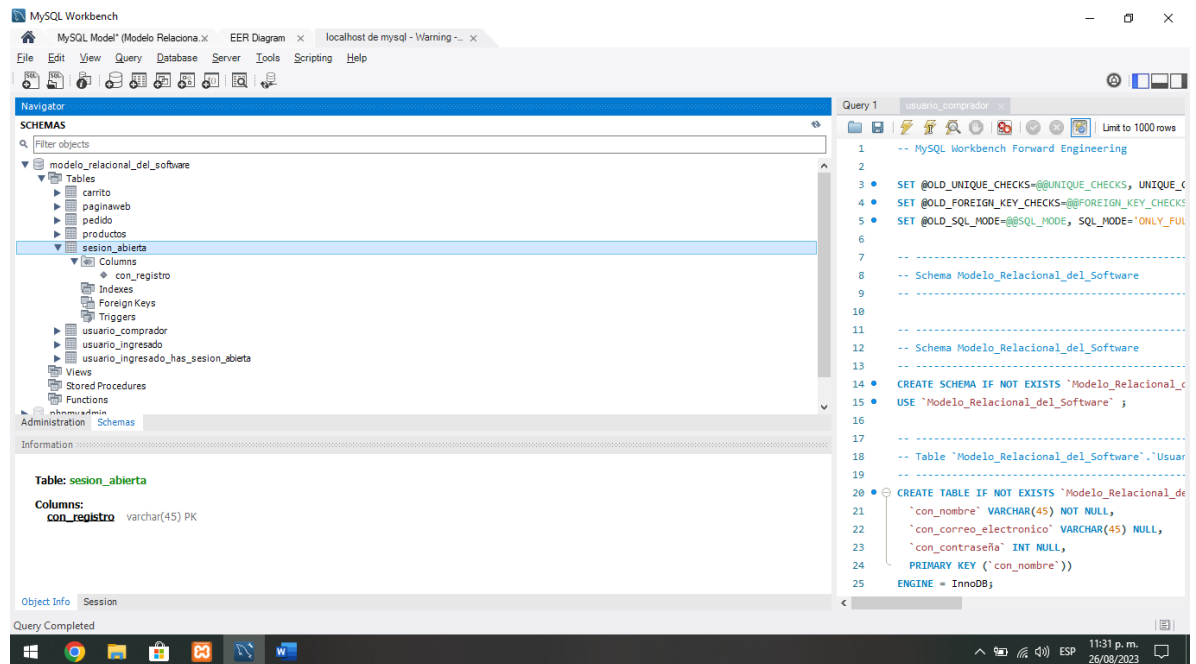 MySQL Workbench
MySQL Model* (Modelo Relaciona. x EER Diagram x localhost de mysql - Warning -... x
File Edit View Query Database Server Tools Scripting Help
Navigator
SCHEMAS
Filter objects
modelo_relacional_del_software
Tables
carrito
paginaweb
pedido
productos
sesion_abierta
Columns
con_registro
Indexes
Foreign Keys
Triggers
usuario_comprador
usuario_ingresado
usuario_ingresado_has_sesion_abierta
Views
Stored Procedures
Functions
phpmyadmin
Administration Schemas
Information
Table: sesion_abierta
Columns:
con_registro varchar(45) PK
Object Info Session
Query Completed
Query 1 usuario_comprador x
Limit to 1000 rows
1 -- MySQL Workbench Forward Engineering
2
3 SET @OLD_UNIQUE_CHECKS=@@UNIQUE_CHECKS, UNIQUE_C
4 SET @OLD_FOREIGN_KEY_CHECKS=@@FOREIGN_KEY_CHECKS
5 SET @OLD_SQL_MODE=@@SQL_MODE, SQL_MODE='ONLY_FUL
6
7 -- -----------------------------------------------------
8 -- Schema Modelo_Relacional_del_Software
9 -- -----------------------------------------------------
10
11 -- -----------------------------------------------------
12 -- Schema Modelo_Relacional_del_Software
13 -- -----------------------------------------------------
14 CREATE SCHEMA IF NOT EXISTS `Modelo_Relacional_d
15 USE `Modelo_Relacional_del_Software` ;
16
17 -- -----------------------------------------------------
18 -- Table `Modelo_Relacional_del_Software`.`Usuar
19 -- -----------------------------------------------------
20 CREATE TABLE IF NOT EXISTS `Modelo_Relacional_de
21 `con_nombre` VARCHAR(45) NOT NULL,
22 `con_correo_electronico` VARCHAR(45) NULL,
23 `con_contraseña` INT NULL,
24 PRIMARY KEY (`con_nombre`))
25 ENGINE = InnoDB;
ESP
11:31 p. m.
26/08/2023